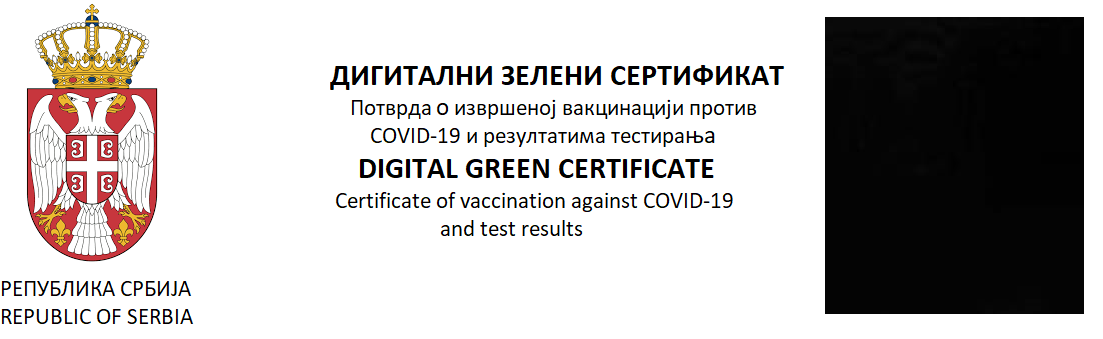 ДИГИТАЛНИ ЗЕЛЕНИ СЕРТИФИКАТ
Потврда о извршеној вакцинацији против
COVID-19 и резултатима тестирања
DIGITAL GREEN CERTIFICATE
Certificate of vaccination against COVID-19
and test results
РЕПУБЛИКА СРБИЈА
REPUBLIC OF SERBIA